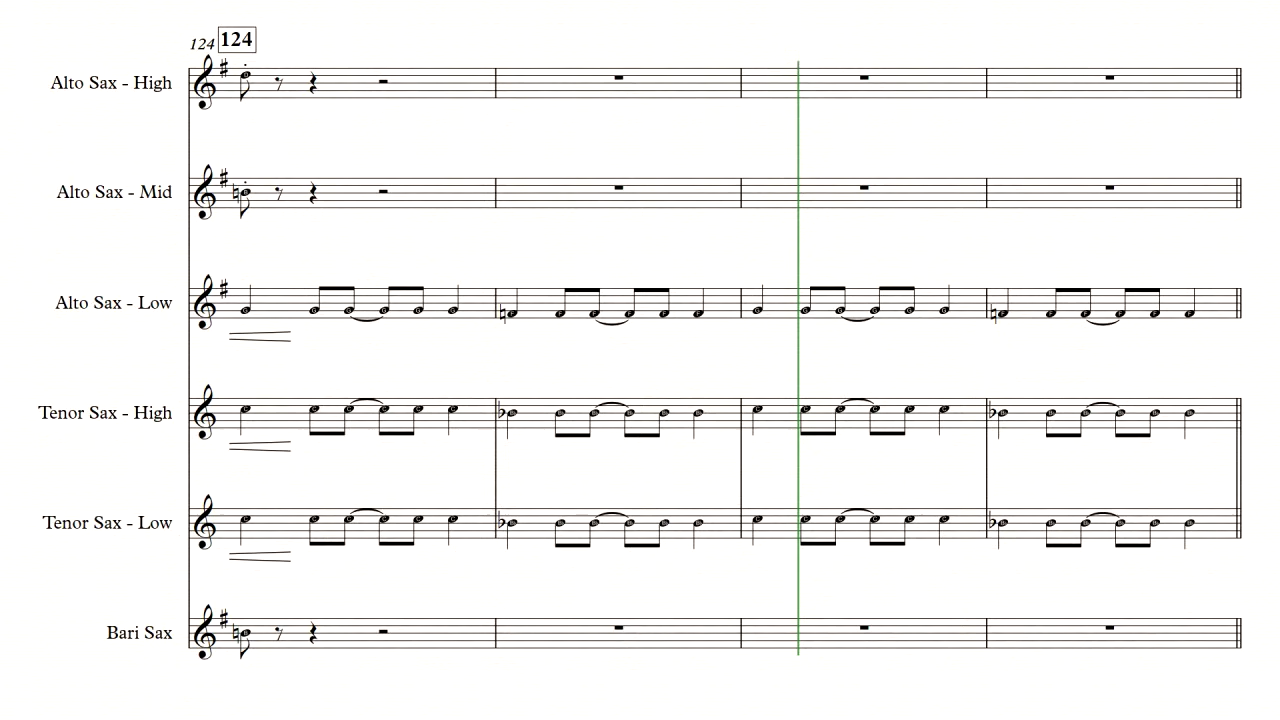 124 124
Alto Sax - High
Alto Sax - Mid
Alto Sax - Low
Tenor Sax - High
Tenor Sax - Low
Bari Sax